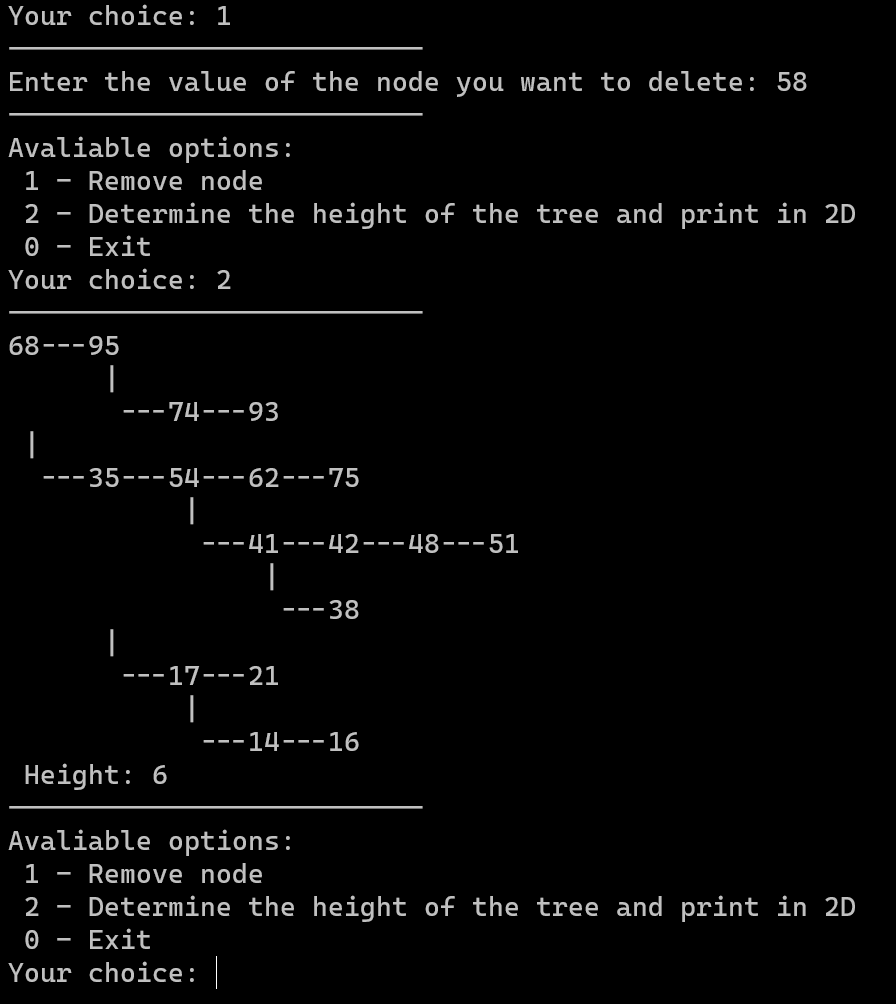 Your choice: 1
Enter the value of the node you want to delete: 58
Avaliable options:
 1 - Remove node
 2 - Determine the height of the tree and print in 2D
 0 - Exit
Your choice: 2
68---95
      |
       ---74---93
 |
  ---35---54---62---75
           |
            ---41---42---48---51
                |
                 ---38
      |
       ---17---21
           |
            ---14---16
 Height: 6
Avaliable options:
 1 - Remove node
 2 - Determine the height of the tree and print in 2D
 0 - Exit
Your choice: